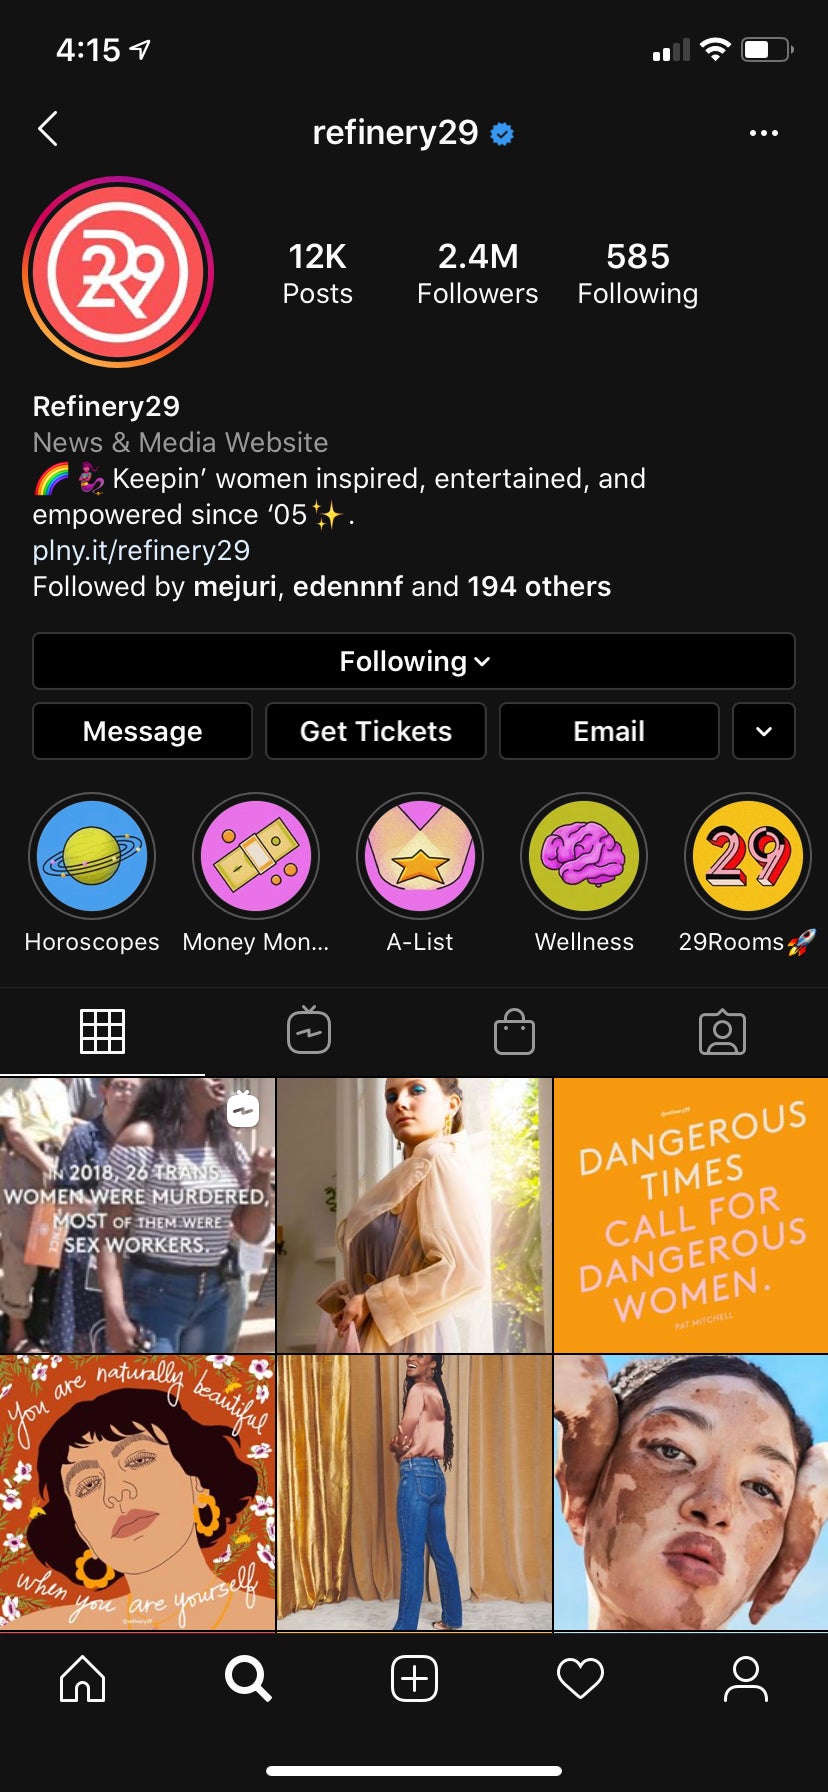 4:15
refinery29
R29
12K 2.4M 585
Posts Followers Following
Refinery29
News & Media Website
🌈 Keepin’ women inspired, entertained, and
empowered since ‘05✨.
plny.it/refinery29
Followed by mejuri, edennnf and 194 others
Following
Message Get Tickets Email
29
Horoscopes Money Mon... A-List Wellness 29Rooms🚀
IN 2018, 26 TRANS
WOMEN WERE MURDERED,
MOST OF THEM WERE
SEX WORKERS.
@refinery29
DANGEROUS
TIMES
CALL FOR
DANGEROUS
WOMEN.
PAT MITCHELL
You are naturally beautiful
when you are yourself
@refinery29